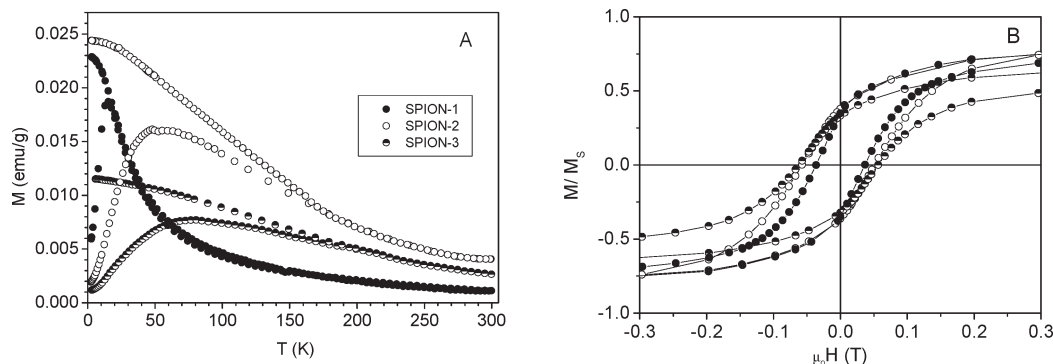 A
0.025
0.020
0.015
0.010
0.005
0.000
M (emu/g)
SPION-1
SPION-2
SPION-3
0 50 100 150 200 250 300
T (K)
B
1.0
0.5
0.0
-0.5
-1.0
M/ M_S
-0.3 -0.2 -0.1 0.0 0.1 0.2 0.3
μ₀H (T)